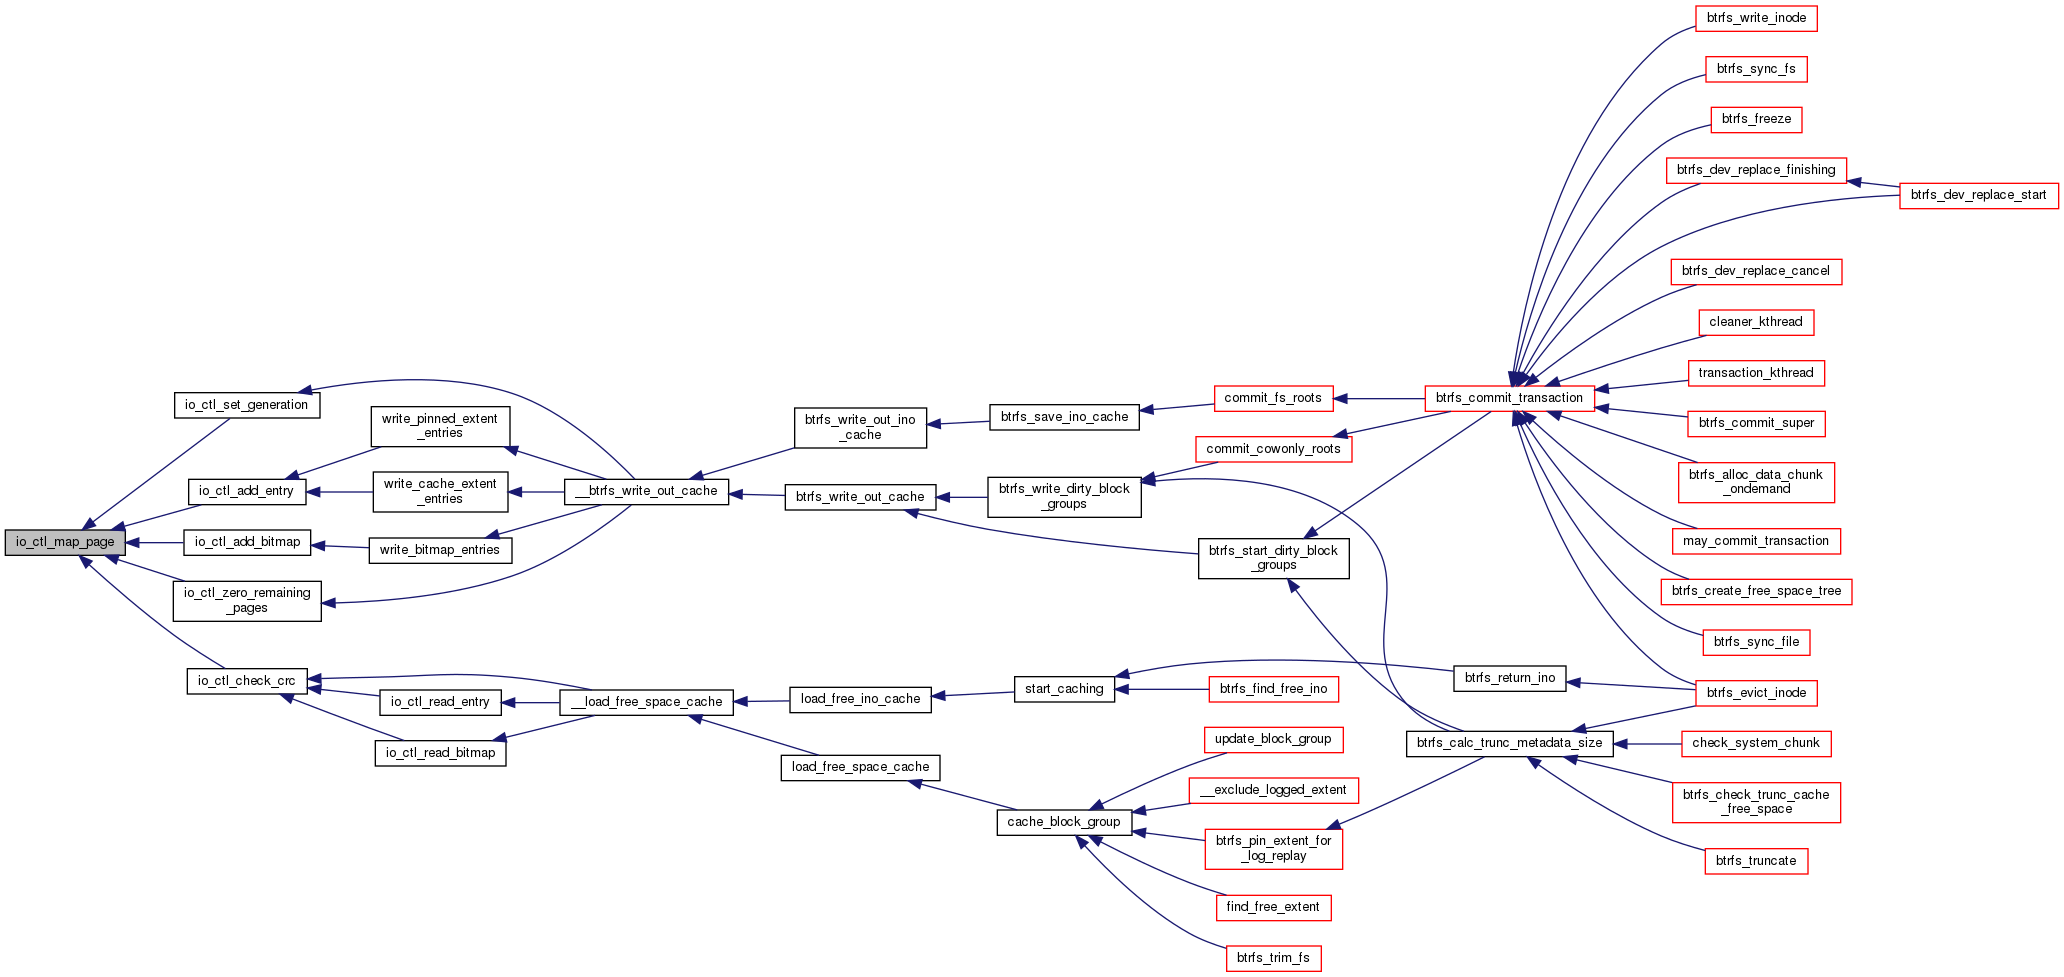 btrfs_write_inode
btrfs_sync_fs
btrfs_freeze
btrfs_dev_replace_finishing
btrfs_dev_replace_start
btrfs_dev_replace_cancel
cleaner_kthread
transaction_kthread
btrfs_commit_transaction
btrfs_commit_super
btrfs_alloc_data_chunk
_ondemand
may_commit_transaction
btrfs_create_free_space_tree
btrfs_sync_file
btrfs_evict_inode
io_ctl_set_generation
write_pinned_extent
_entries
io_ctl_add_entry
write_cache_extent
_entries
__btrfs_write_out_cache
btrfs_write_out_ino
_cache
btrfs_save_ino_cache
commit_fs_roots
commit_cowonly_roots
btrfs_write_out_cache
btrfs_write_dirty_block
_groups
btrfs_start_dirty_block
_groups
io_ctl_map_page
io_ctl_add_bitmap
write_bitmap_entries
io_ctl_zero_remaining
_pages
io_ctl_check_crc
io_ctl_read_entry
io_ctl_read_bitmap
__load_free_space_cache
load_free_ino_cache
start_caching
btrfs_find_free_ino
btrfs_return_ino
load_free_space_cache
update_block_group
btrfs_calc_trunc_metadata_size
check_system_chunk
__exclude_logged_extent
cache_block_group
btrfs_pin_extent_for
_log_replay
btrfs_check_trunc_cache
_free_space
btrfs_truncate
find_free_extent
btrfs_trim_fs